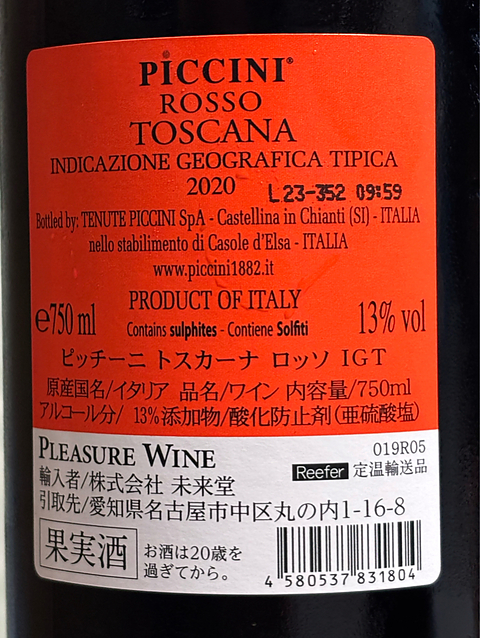 PICCINI®
ROSSO
TOSCANA
INDICAZIONE GEOGRAFICA TIPICA
2020 L23-352 09:59
Bottled by: TENUTE PICCINI SpA - Castellina in Chianti (SI) - ITALIA
nello stabilimento di Casole d'Elsa - ITALIA
www.piccini1882.it
PRODUCT OF ITALY
℮750 ml Contains sulphites - Contiene Solfiti 13% vol
ピッチーニ トスカーナ ロッソ IGT
原産国名/イタリア 品名/ワイン 内容量/750ml
アルコール分/ 13%添加物/酸化防止剤(亜硫酸塩)
PLEASURE WINE 019R05
Reefer 定温輸送品
輸入者/株式会社 未来堂
引取先/愛知県名古屋市中区丸の内1-16-8
果実酒 お酒は20歳を
過ぎてから。
4 580537 831804